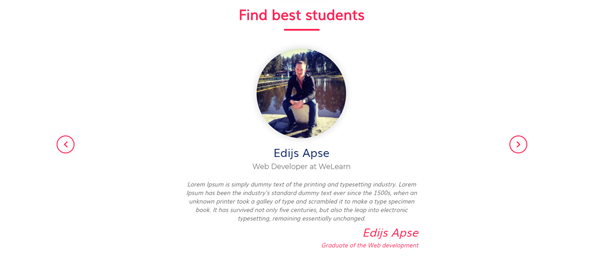 Find best students
Edijs Apse
Web Developer at WeLearn
Lorem Ipsum is simply dummy text of the printing and typesetting industry. Lorem
Ipsum has been the industry's standard dummy text ever since the 1500s, when an
unknown printer took a galley of type and scrambled it to make a type specimen
book. It has survived not only five centuries, but also the leap into electronic
typesetting, remaining essentially unchanged.
Edijs Apse
Graduate of the Web development